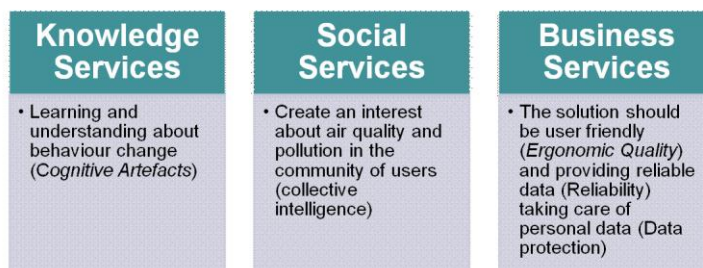 Knowledge
Services
• Learning and
understanding about
behaviour change
(Cognitive Artefacts)
Social
Services
• Create an interest
about air quality and
pollution in the
community of users
(collective
intelligence)
Business
Services
• The solution should
be user friendly
(Ergonomic Quality)
and providing reliable
data (Reliability)
taking care of
personal data (Data
protection)